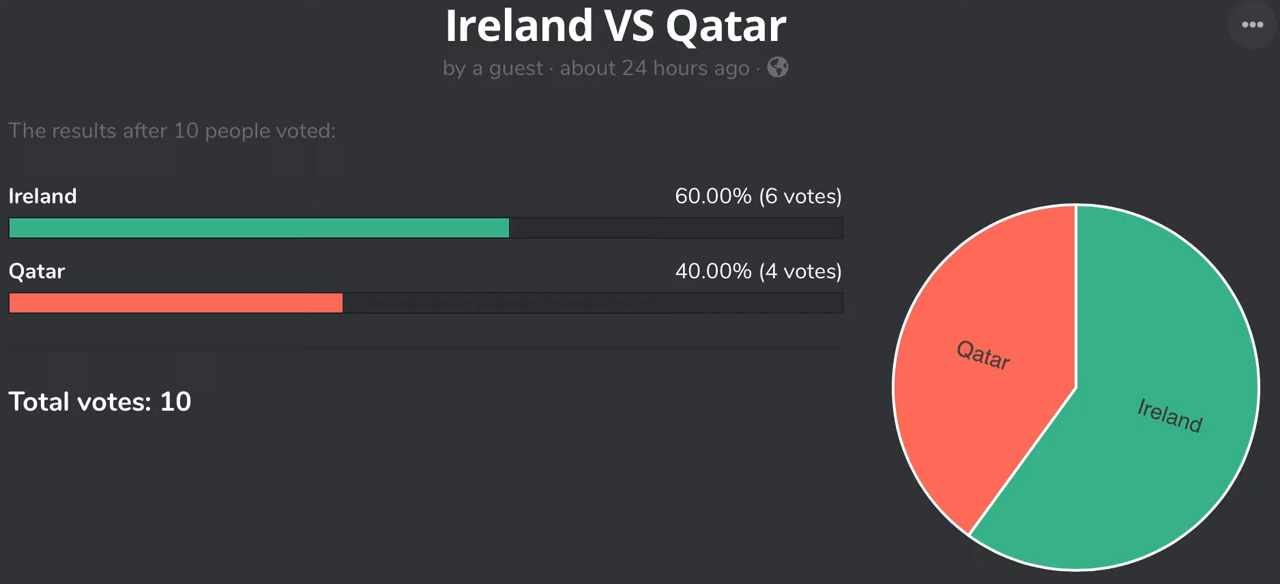 Ireland VS Qatar
by a guest · about 24 hours ago ·
The results after 10 people voted:
Ireland 60.00% (6 votes)
Qatar 40.00% (4 votes)
Total votes: 10
Qatar
Ireland